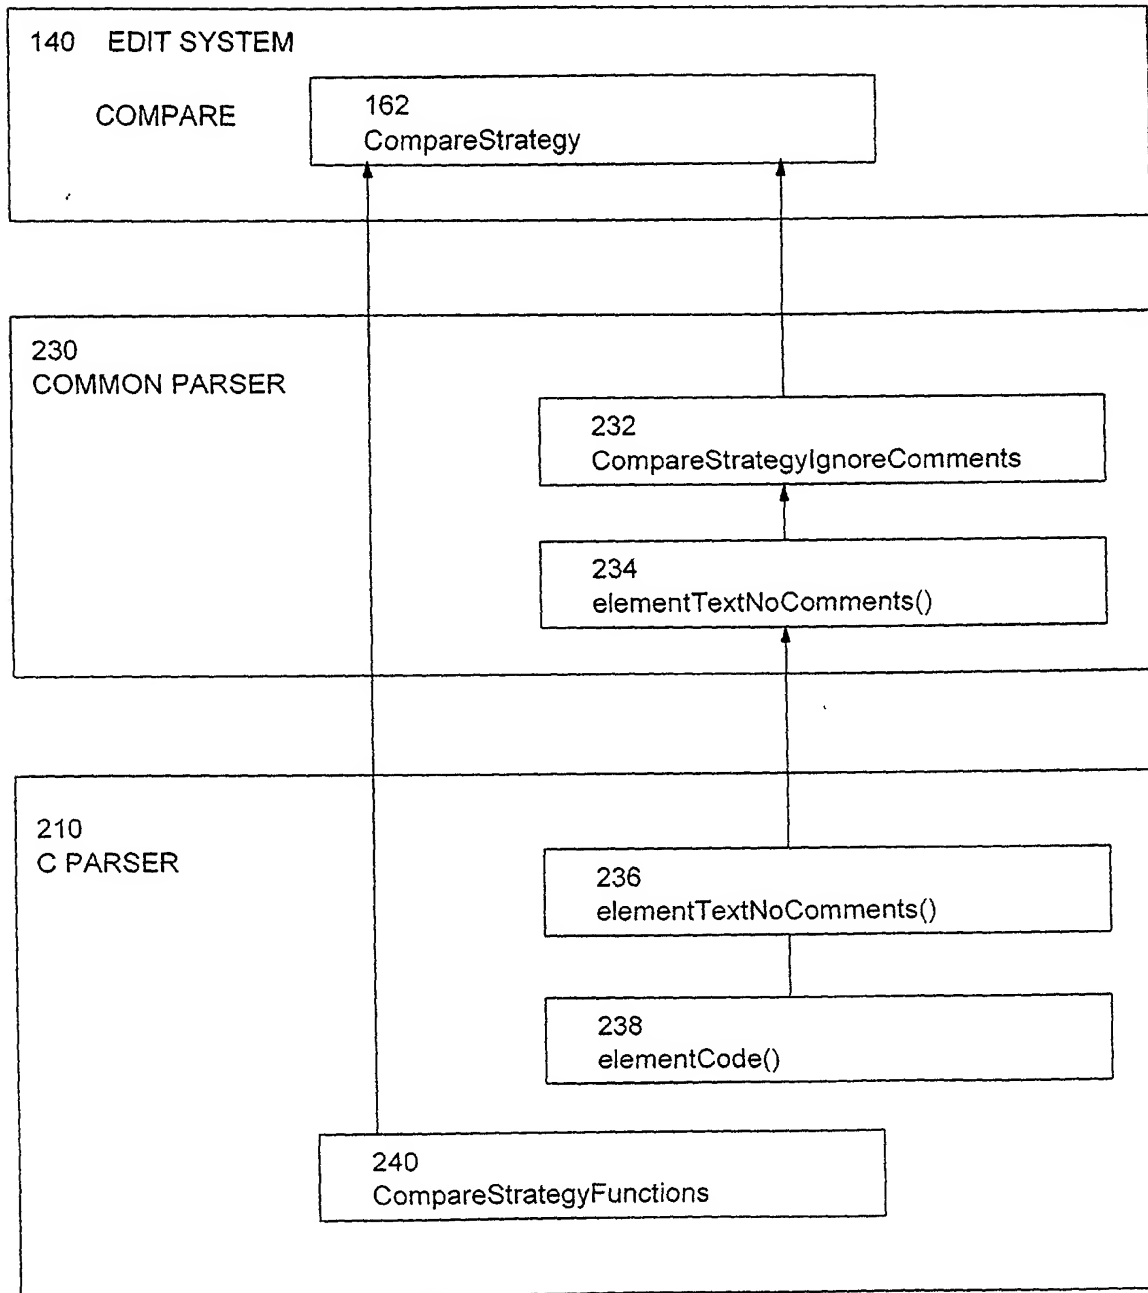 140 EDIT SYSTEM
COMPARE
162
CompareStrategy
230
COMMON PARSER
232
CompareStrategyIgnoreComments
234
elementTextNoComments()
210
C PARSER
236
elementTextNoComments()
238
elementCode()
240
CompareStrategyFunctions